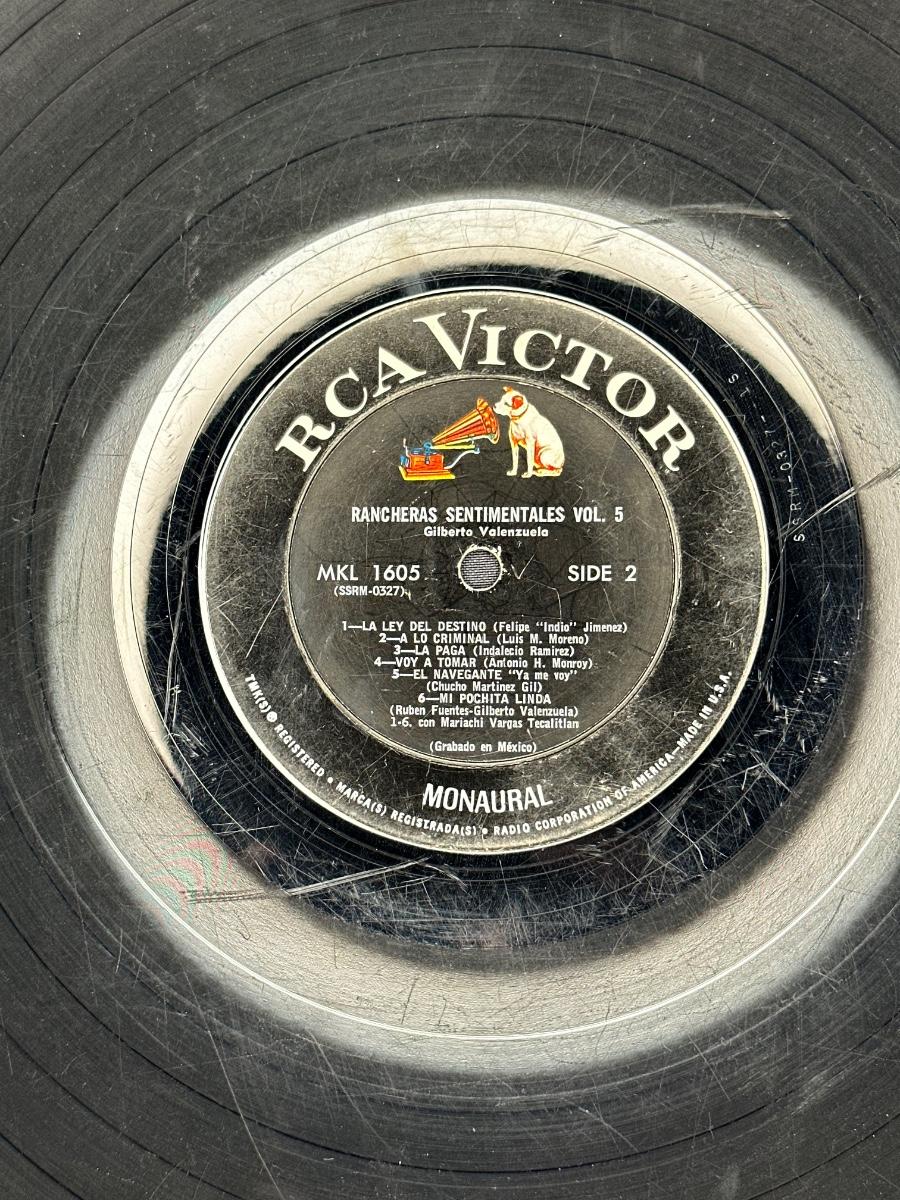 RCA VICTOR
RANCHERAS SENTIMENTALES VOL. 5
Gilberto Valenzuela
MKL 1605
SIDE 2
(SSRM-0327)
1—LA LEY DEL DESTINO (Felipe "Indio" Jimenez)
2—A LO CRIMINAL (Luis M. Moreno)
3—LA PAGA (Indalecio Ramirez)
4—VOY A TOMAR (Antonio H. Monroy)
5—EL NAVEGANTE "Ya me voy"
(Chucho Martinez Gil)
6—MI POCHITA LINDA
(Ruben Fuentes-Gilberto Valenzuela)
1-6. con Mariachi Vargas Tecalitlan
(Grabado en México)
MONAURAL
TMK(S) ® REGISTERED • MARCA(S) REGISTRADA(S) • RADIO CORPORATION OF AMERICA—MADE IN U.S.A.
SSRM-0327-